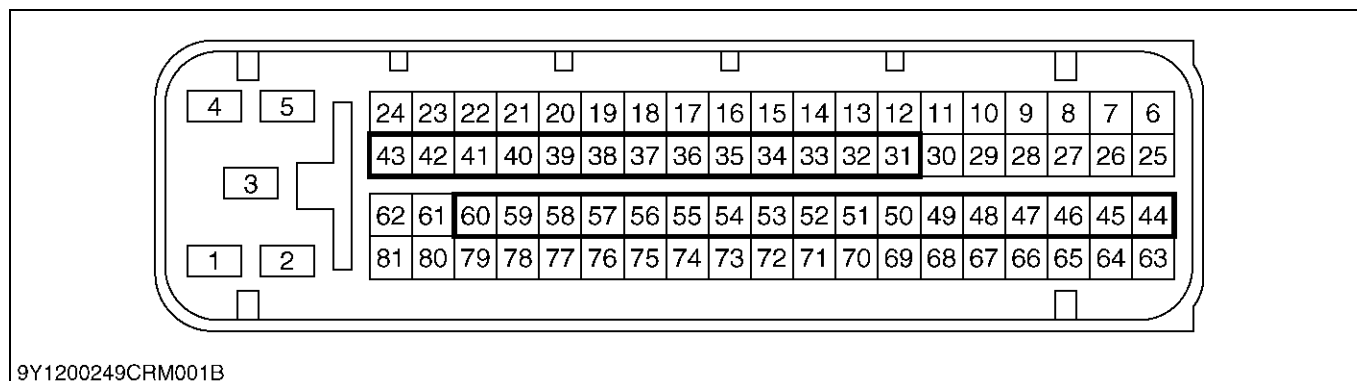 4 5 24 23 22 21 20 19 18 17 16 15 14 13 12 11 10 9 8 7 6
43 42 41 40 39 38 37 36 35 34 33 32 31 30 29 28 27 26 25
3
62 61 60 59 58 57 56 55 54 53 52 51 50 49 48 47 46 45 44
1 2 81 80 79 78 77 76 75 74 73 72 71 70 69 68 67 66 65 64 63
9Y1200249CRM001B